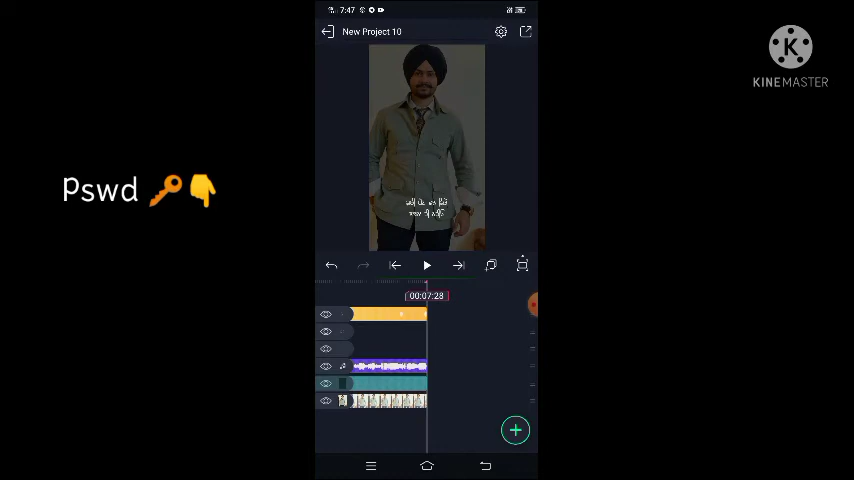 7:47
New Project 10
KINEMASTER
Pswd 🔑👇
00:07:28